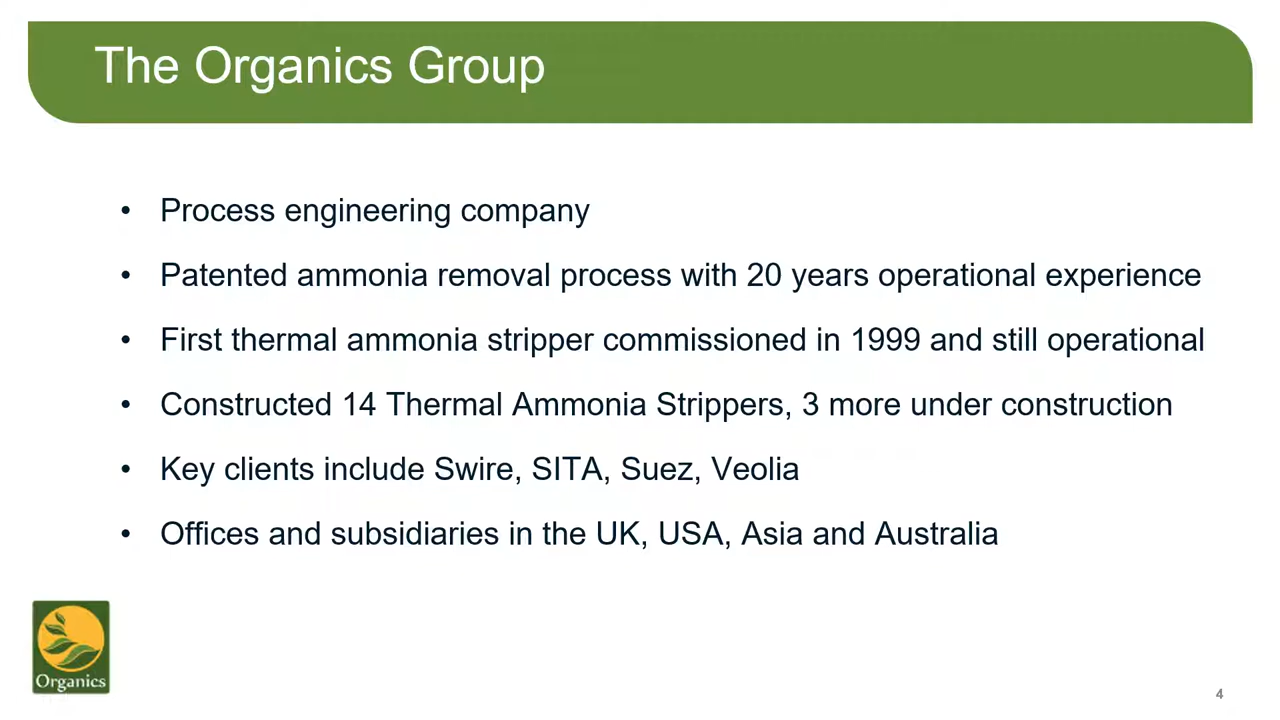 The Organics Group
• Process engineering company
• Patented ammonia removal process with 20 years operational experience
• First thermal ammonia stripper commissioned in 1999 and still operational
• Constructed 14 Thermal Ammonia Strippers, 3 more under construction
• Key clients include Swire, SITA, Suez, Veolia
• Offices and subsidiaries in the UK, USA, Asia and Australia
Organics
4